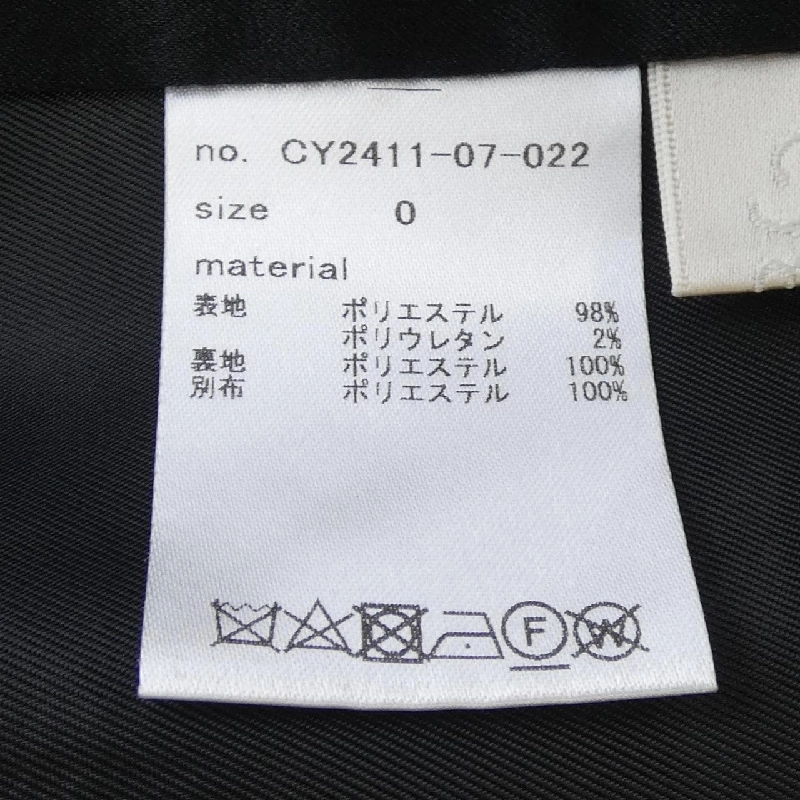 no. CY2411-07-022
size 0
material
表地 ポリエステル 98%
ポリウレタン 2%
裏地 ポリエステル 100%
別布 ポリエステル 100%
F
W